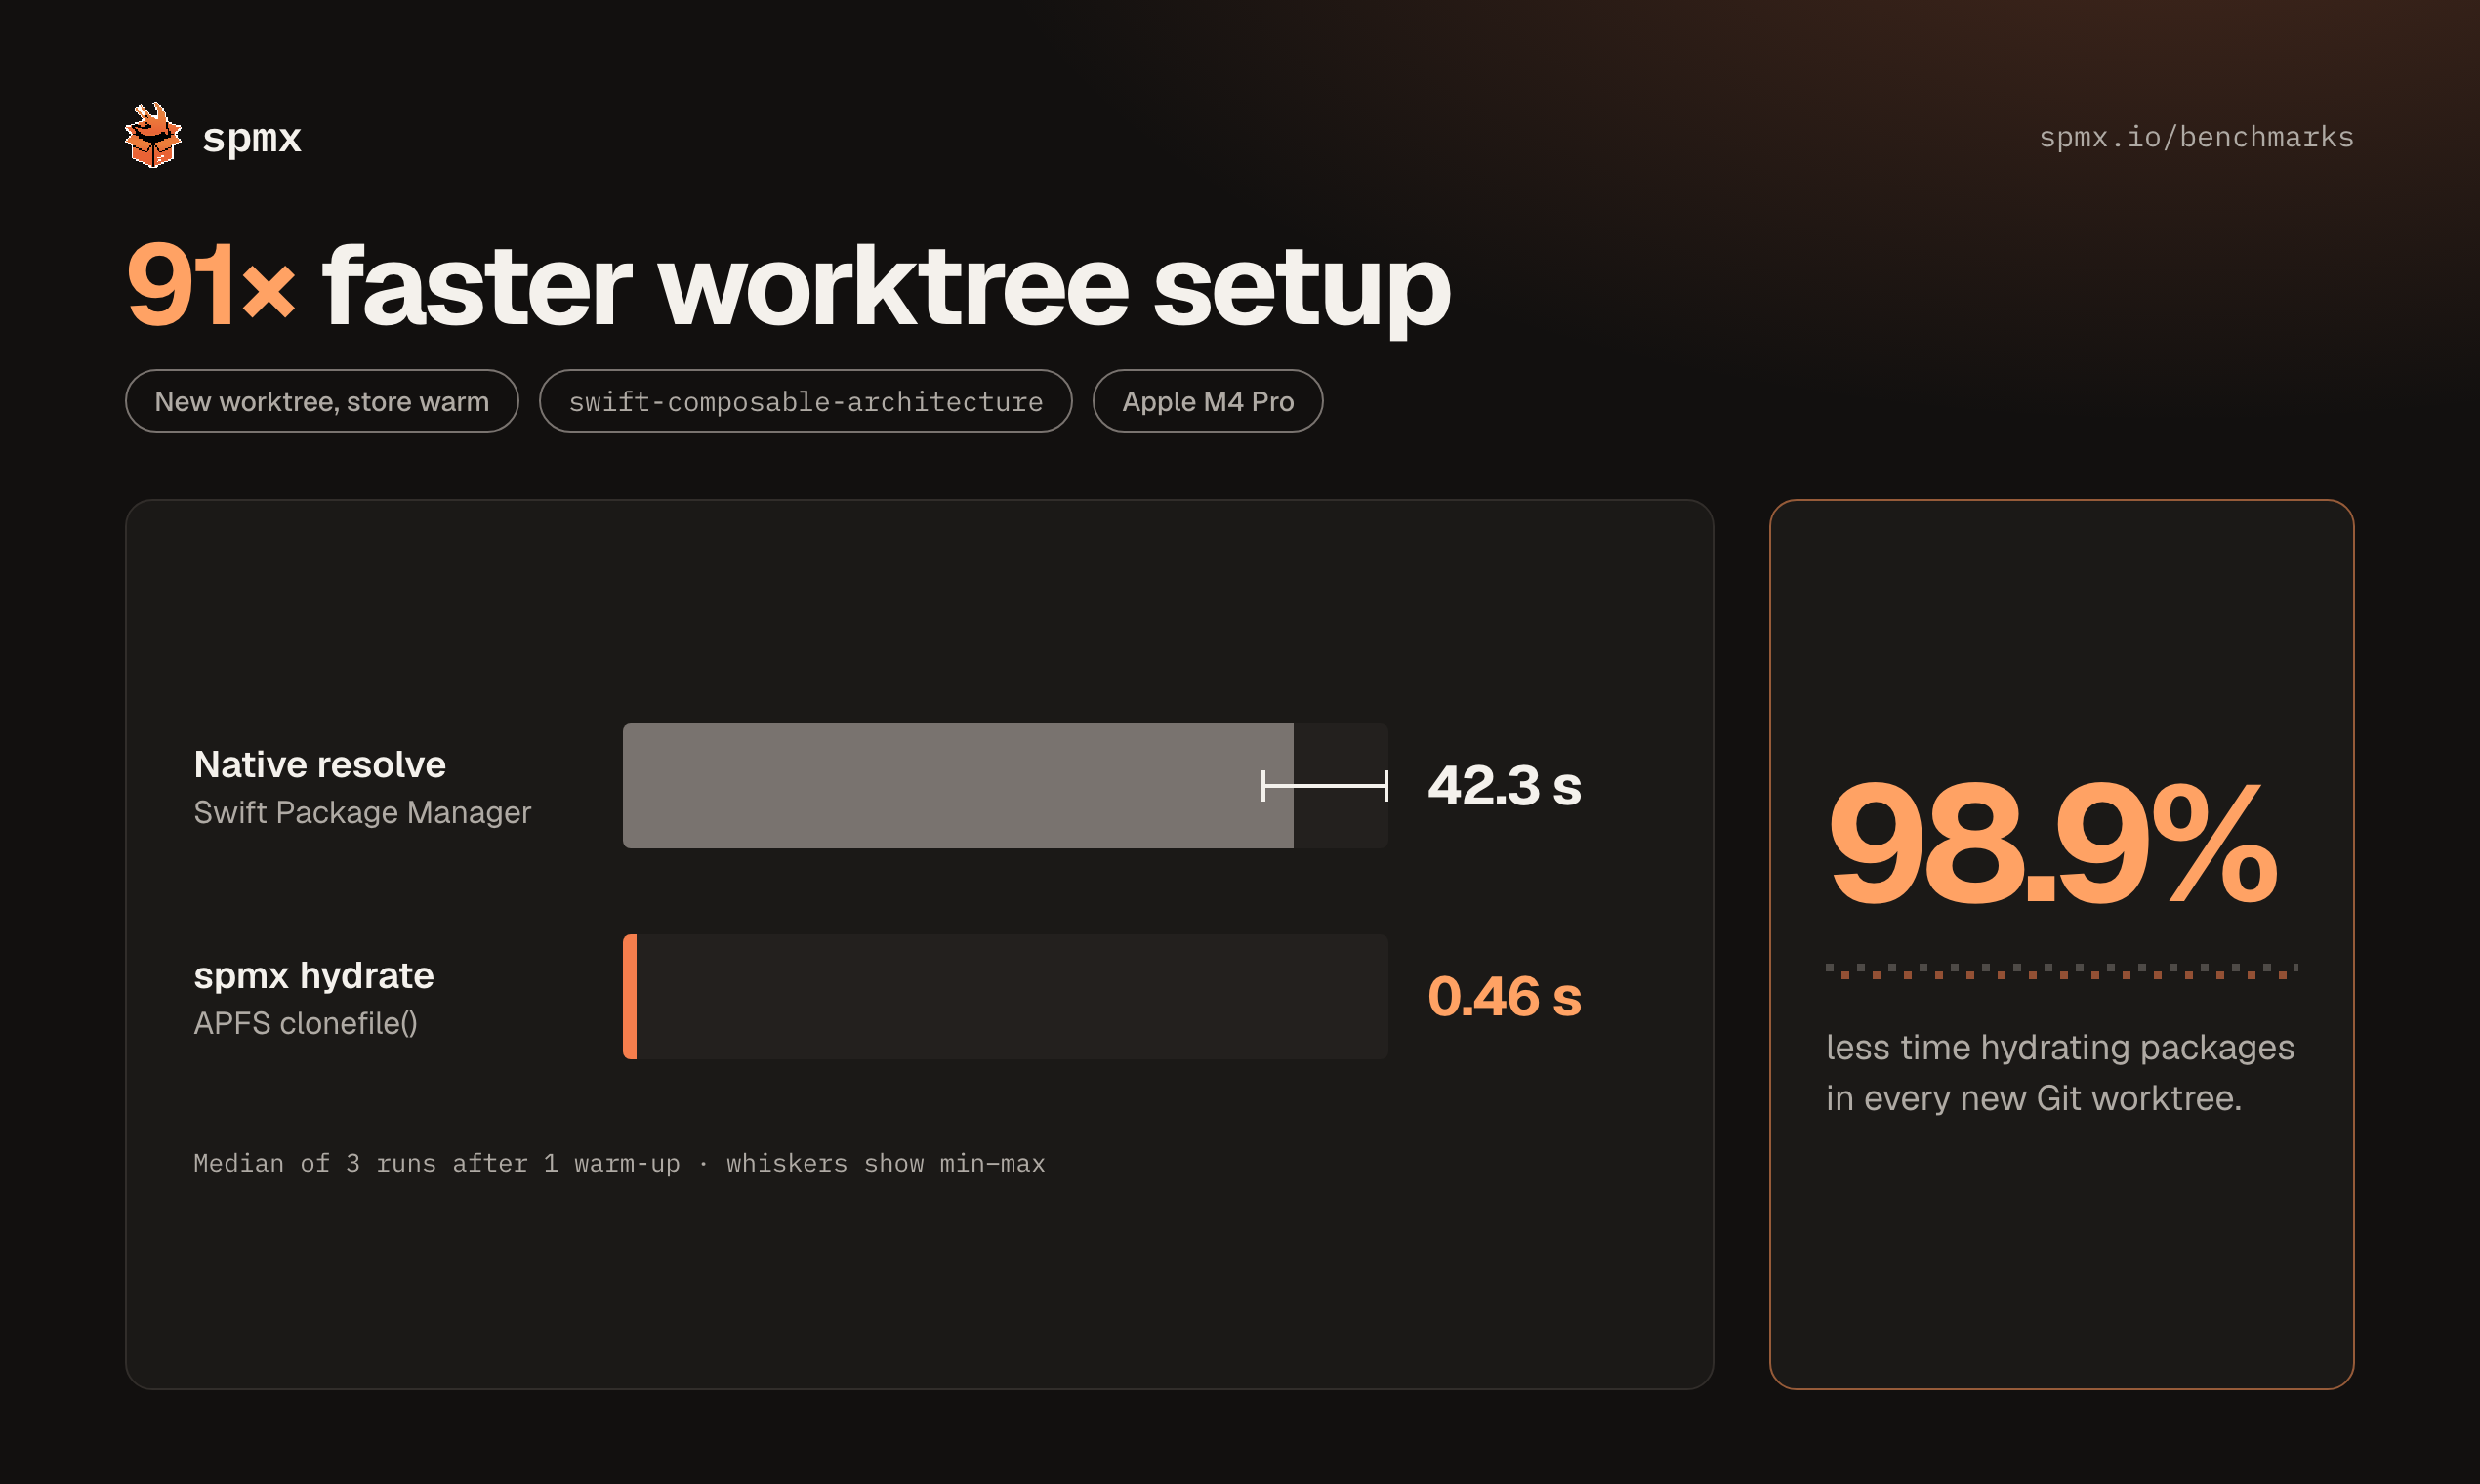 spmx
spmx.io/benchmarks
91× faster worktree setup
New worktree, store warm
swift-composable-architecture
Apple M4 Pro
Native resolve
Swift Package Manager
42.3 s
spmx hydrate
APFS clonefile()
0.46 s
Median of 3 runs after 1 warm-up · whiskers show min–max
98.9%
less time hydrating packages
in every new Git worktree.